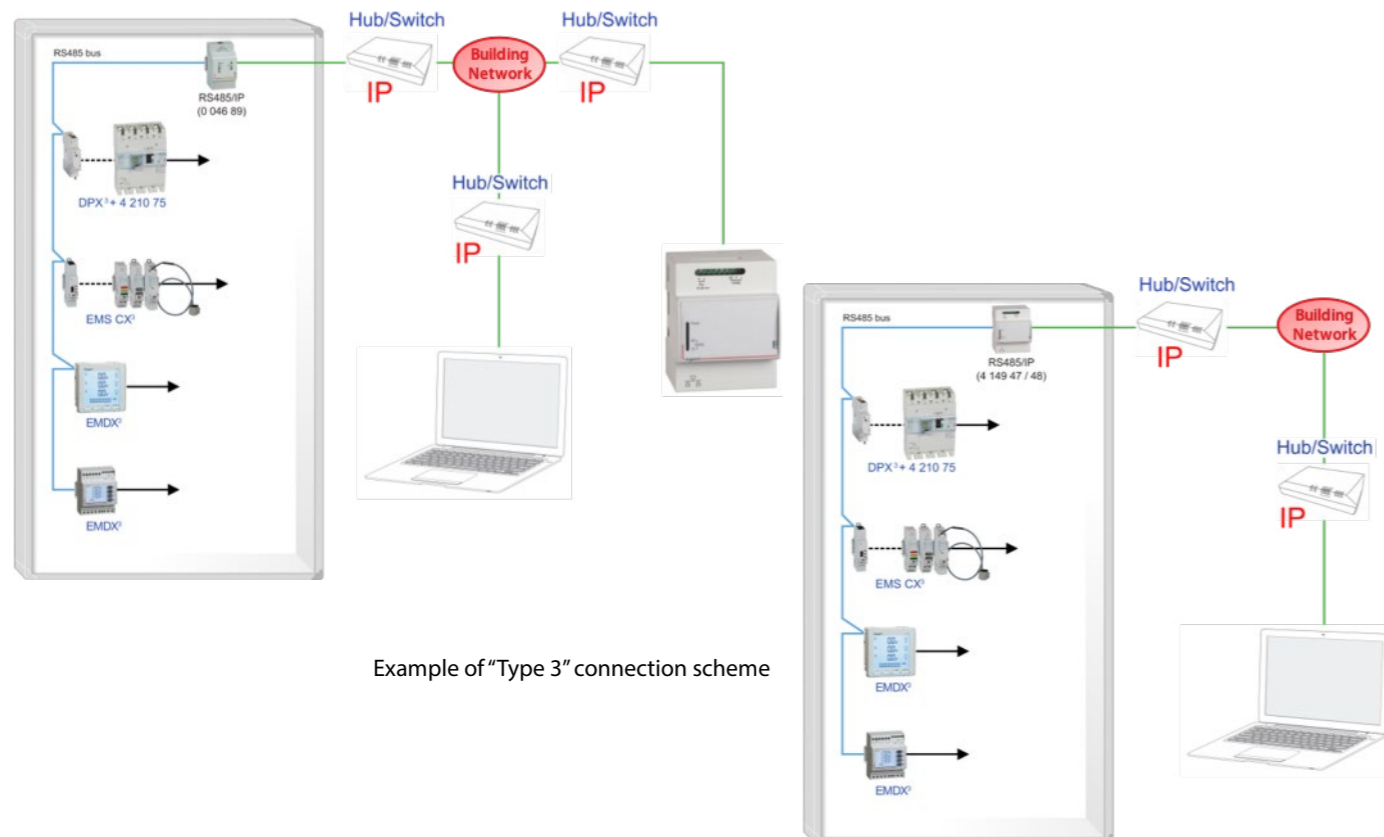 Hub/Switch
Hub/Switch
RS485 bus
Building
Network
IP
IP
RS485/IP
(0 046 89)
DPX³+ 4 210 75
Hub/Switch
IP
EMS CX³
EMDX³
EMDX³
Hub/Switch
RS485 bus
Building
Network
IP
RS485/IP
(4 149 47 / 48)
DPX³+ 4 210 75
Hub/Switch
IP
EMS CX³
Example of “Type 3” connection scheme
EMDX³
EMDX³